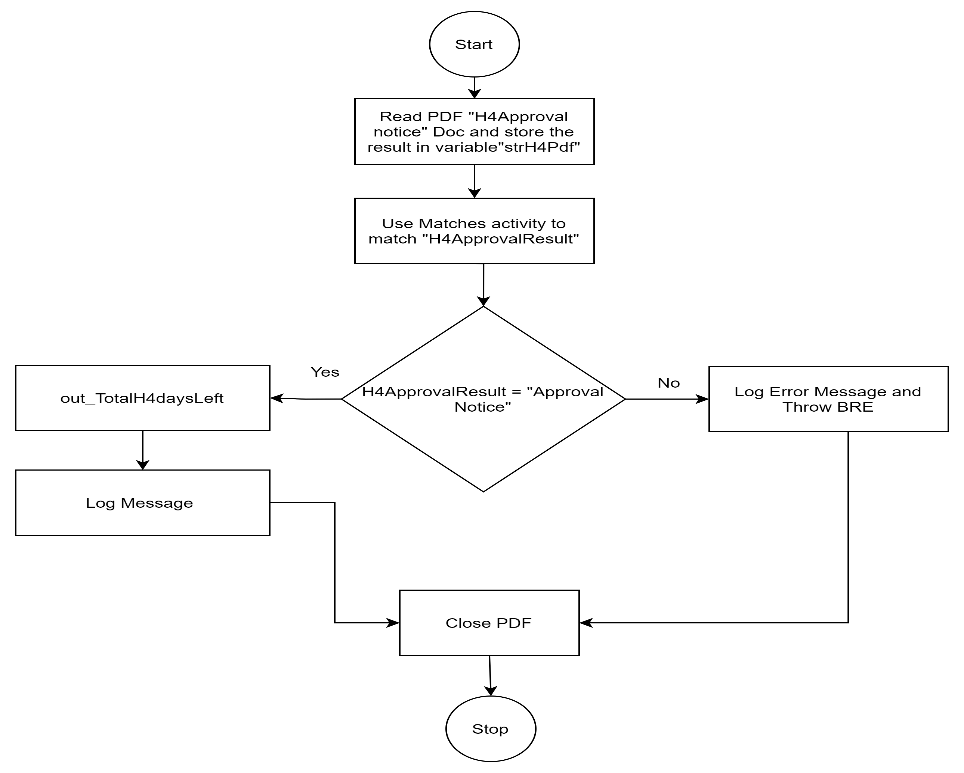 Start
Read PDF "H4Approval
notice" Doc and store the
result in variable"strH4Pdf"
Use Matches activity to
match "H4ApprovalResult"
Yes
H4ApprovalResult = "Approval
Notice"
No
out_TotalH4daysLeft
Log Error Message and
Throw BRE
Log Message
Close PDF
Stop